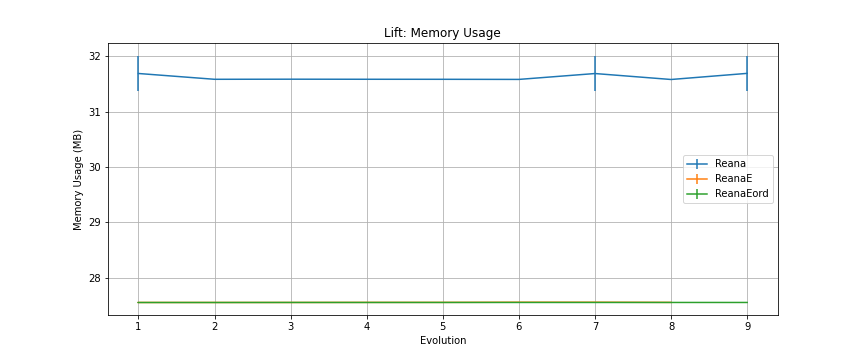 Lift: Memory Usage
Memory Usage (MB)
32
31
30
29
28
Reana
ReanaE
ReanaEord
1 2 3 4 5 6 7 8 9
Evolution